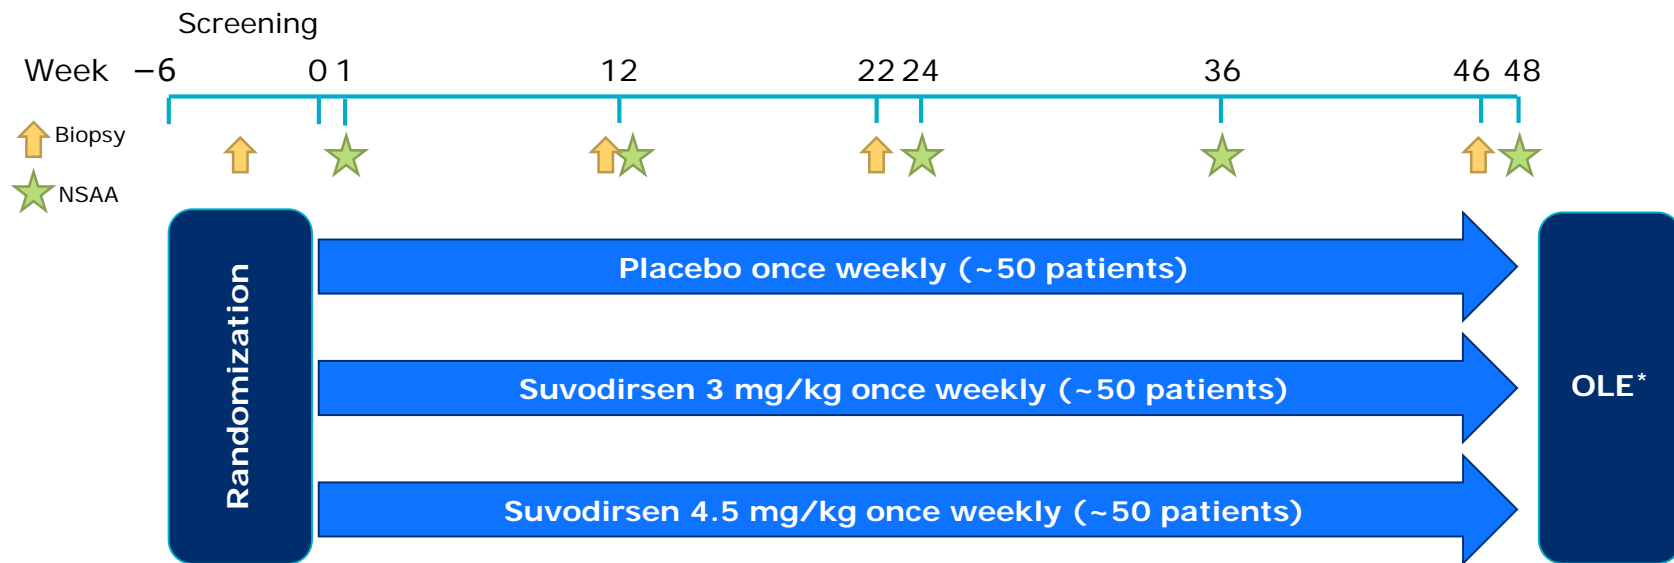 Screening
Week −6 0 1 12 22 24 36 46 48
Biopsy
NSAA
Randomization
Placebo once weekly (~50 patients)
Suvodirsen 3 mg/kg once weekly (~50 patients)
Suvodirsen 4.5 mg/kg once weekly (~50 patients)
OLE*